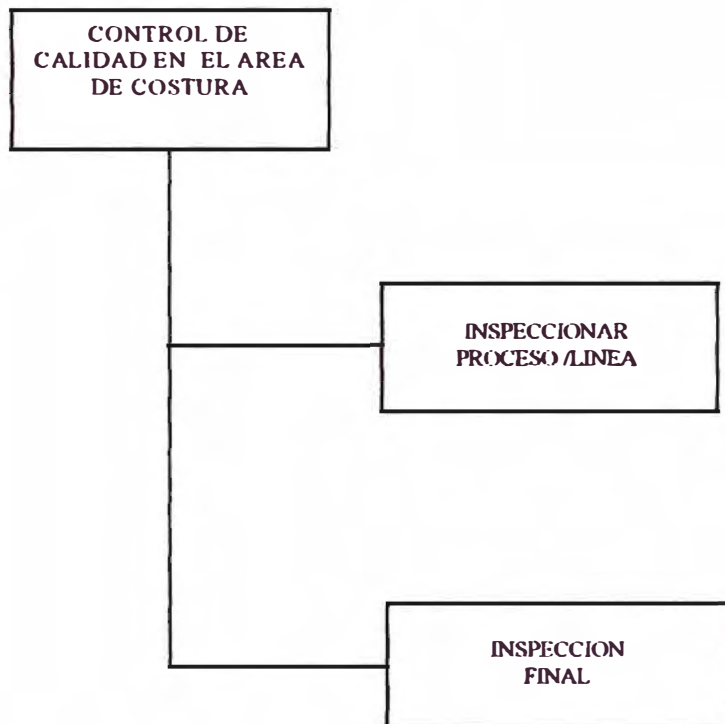 CONTROL DE
CALIDAD EN EL AREA
DE COSTURA
INSPECCIONAR
PROCESO /LINEA
INSPECCION
FINAL